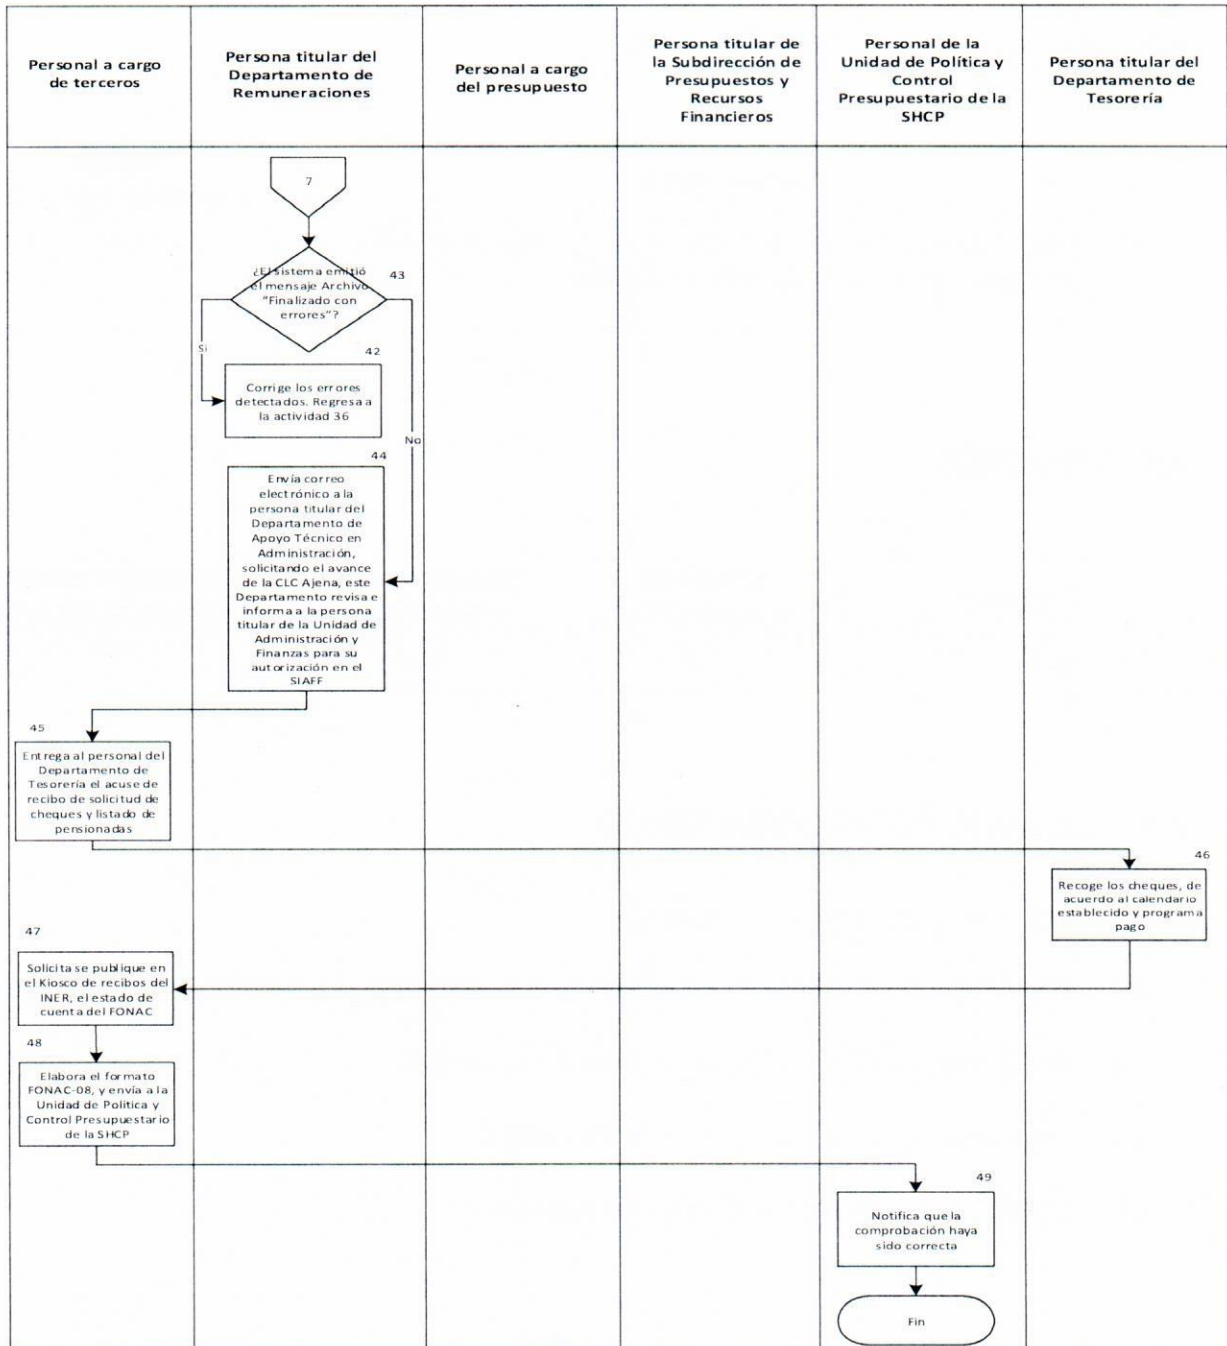 Personal a cargo
de terceros
Persona titular del
Departamento de
Remuneraciones
Personal a cargo
del presupuesto
Persona titular de
la Subdirección de
Presupuestos y
Recursos
Financieros
Personal de la
Unidad de Política y
Control
Presupuestario de la
SHCP
Persona titular del
Departamento de
Tesorería
7
¿El sistema emitió
el mensaje Archivo
"Finalizado con
errores"?
43
Si
42
Corrige los errores
detectados. Regresa a
la actividad 36
No
44
Envía correo
electrónico a la
persona titular del
Departamento de
Apoyo Técnico en
Administración,
solicitando el avance
de la CLC Ajena, este
Departamento revisa e
informa a la persona
titular de la Unidad de
Administración y
Finanzas para su
autorización en el
SIAFF
45
Entrega al personal del
Departamento de
Tesorería el acuse de
recibo de solicitud de
cheques y listado de
pensionadas
46
Recoge los cheques, de
acuerdo al calendario
establecido y programa
pago
47
Solicita se publique en
el Kiosco de recibos del
INER, el estado de
cuenta del FONAC
48
Elabora el formato
FONAC-08, y envía a la
Unidad de Política y
Control Presupuestario
de la SHCP
49
Notifica que la
comprobación haya
sido correcta
Fin